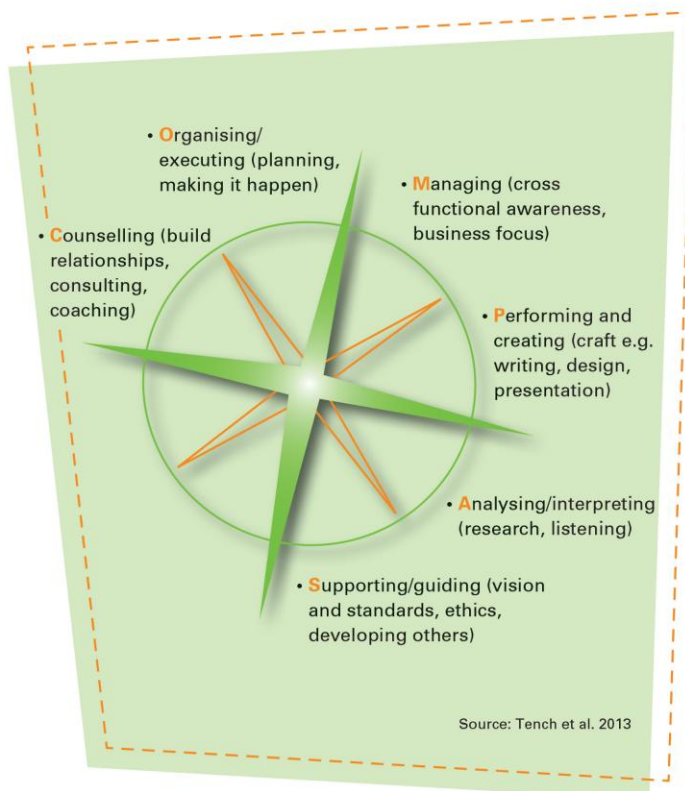 • Counselling (build
relationships,
consulting,
coaching)
• Organising/
executing (planning,
making it happen)
• Managing (cross
functional awareness,
business focus)
• Performing and
creating (craft e.g.
writing, design,
presentation)
• Analysing/interpreting
(research, listening)
• Supporting/guiding (vision
and standards, ethics,
developing others)
Source: Tench et al. 2013